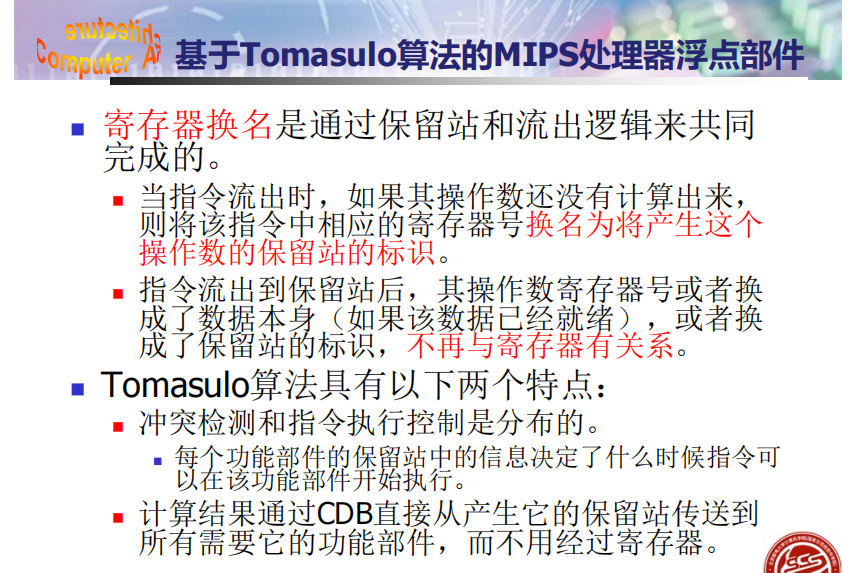 Computer Architecture
基于Tomasulo算法的MIPS处理器浮点部件
寄存器换名是通过保留站和流出逻辑来共同
完成的。
当指令流出时，如果其操作数还没有计算出来，
则将该指令中相应的寄存器号换名为将产生这个
操作数的保留站的标识。
指令流出到保留站后，其操作数寄存器号或者换
成了数据本身（如果该数据已经就绪），或者换
成了保留站的标识，不再与寄存器有关系。
Tomasulo算法具有以下两个特点：
冲突检测和指令执行控制是分布的。
每个功能部件的保留站中的信息决定了什么时候指令可
以在该功能部件开始执行。
计算结果通过CDB直接从产生它的保留站传送到
所有需要它的功能部件，而不用经过寄存器。